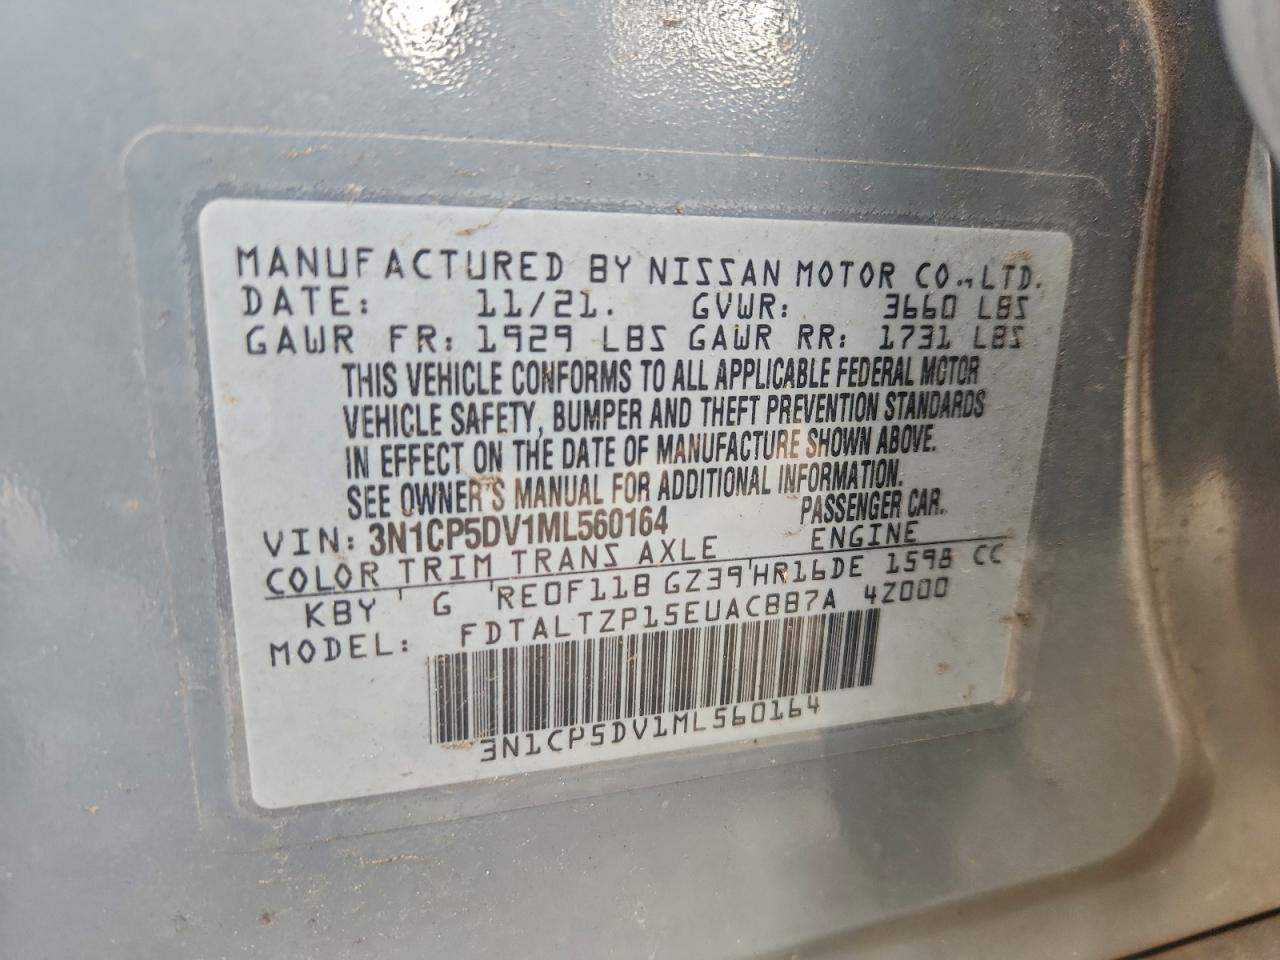 MANUFACTURED BY NISSAN MOTOR CO., LTD.
DATE: 11/21. GVWR: 3660 LBS
GAWR FR: 1929 LBS GAWR RR: 1731 LBS
THIS VEHICLE CONFORMS TO ALL APPLICABLE FEDERAL MOTOR
VEHICLE SAFETY, BUMPER AND THEFT PREVENTION STANDARDS
IN EFFECT ON THE DATE OF MANUFACTURE SHOWN ABOVE.
SEE OWNER'S MANUAL FOR ADDITIONAL INFORMATION.
VIN: 3N1CP5DV1ML560164 PASSENGER CAR.
COLOR TRIM TRANS AXLE ENGINE
KBY G RE0F11B GZ39 HR16DE 1598 CC
MODEL: FDTALTZP15EUACBB7A 4Z000
3N1CP5DV1ML560164